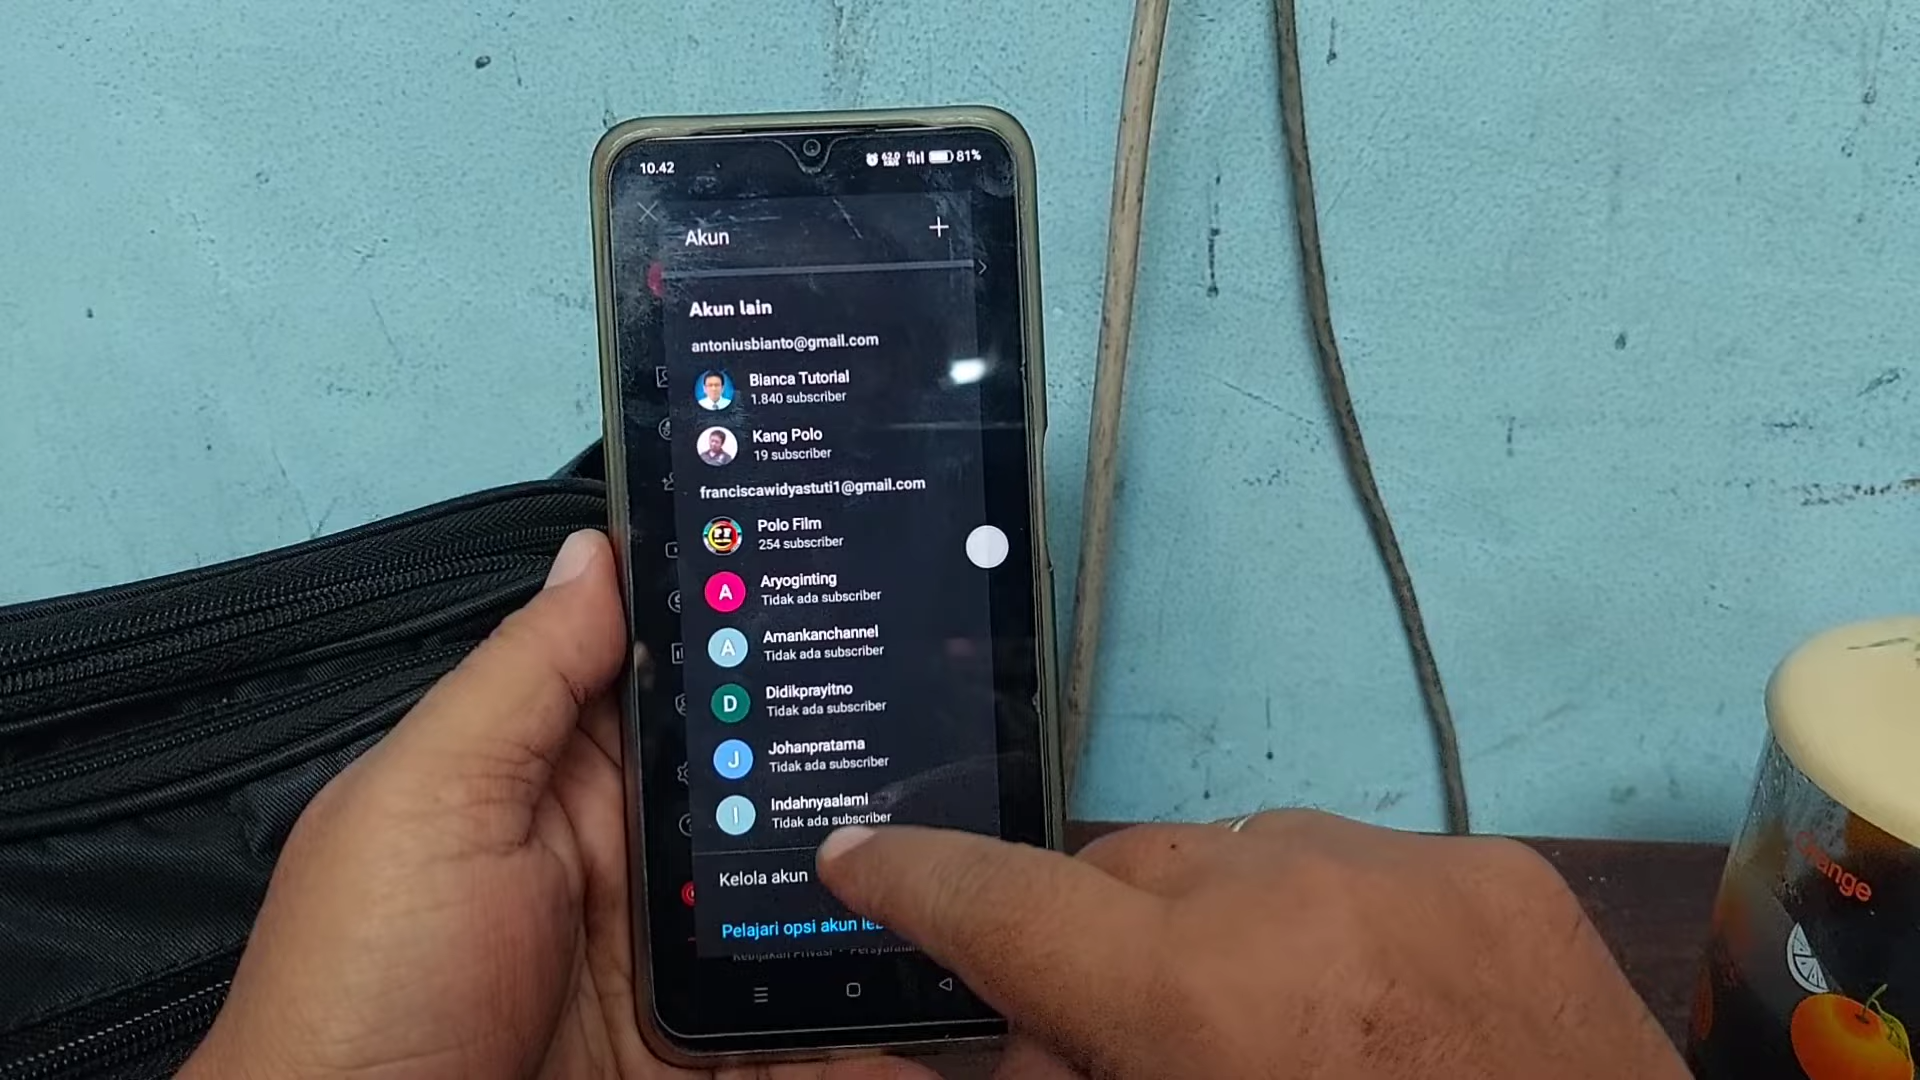 10.42
81%
Akun
Akun lain
antoniusbianto@gmail.com
Bianca Tutorial
1.840 subscriber
Kang Polo
19 subscriber
franciscawidyastuti1@gmail.com
Polo Film
254 subscriber
A
Aryoginting
Tidak ada subscriber
A
Amankanchannel
Tidak ada subscriber
D
Didikprayitno
Tidak ada subscriber
J
Johanpratama
Tidak ada subscriber
I
Indahnyaalami
Tidak ada subscriber
Kelola akun
Pelajari opsi akun
Kebijakan Privasi